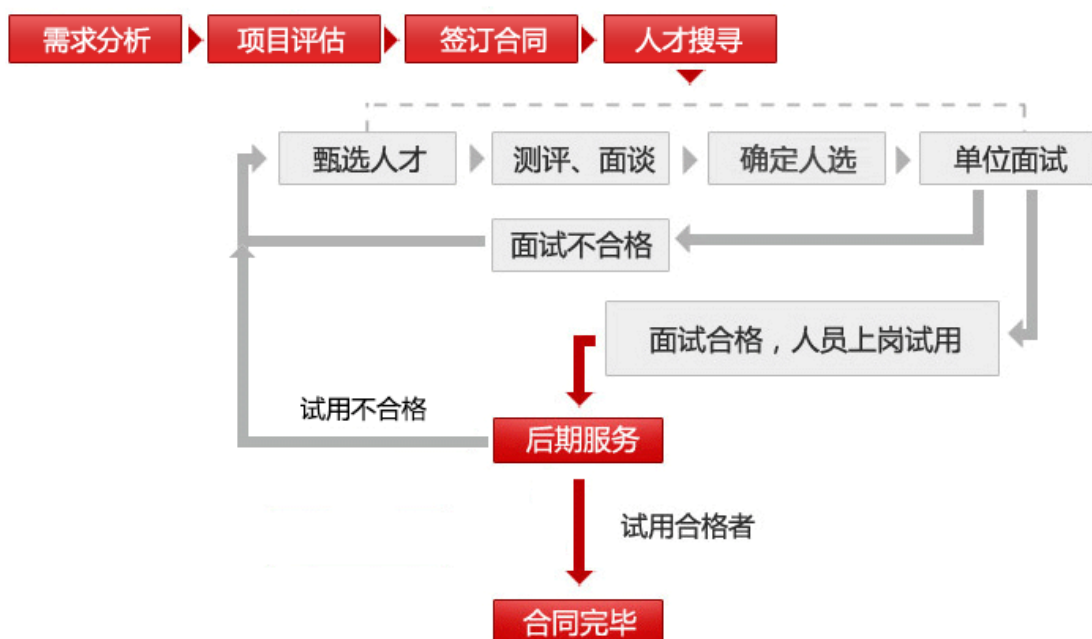 需求分析
项目评估
签订合同
人才搜寻
甄选人才
测评、面谈
确定人选
单位面试
面试不合格
面试合格，人员上岗试用
试用不合格
后期服务
试用合格者
合同完毕